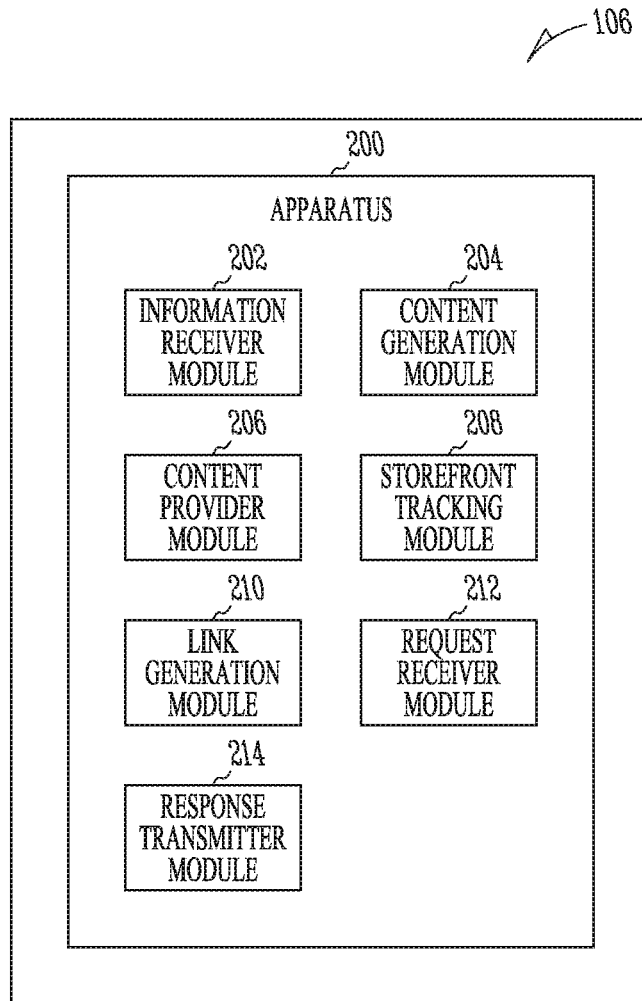 106
200
APPARATUS
202
INFORMATION
RECEIVER
MODULE
204
CONTENT
GENERATION
MODULE
206
CONTENT
PROVIDER
MODULE
208
STOREFRONT
TRACKING
MODULE
210
LINK
GENERATION
MODULE
212
REQUEST
RECEIVER
MODULE
214
RESPONSE
TRANSMITTER
MODULE